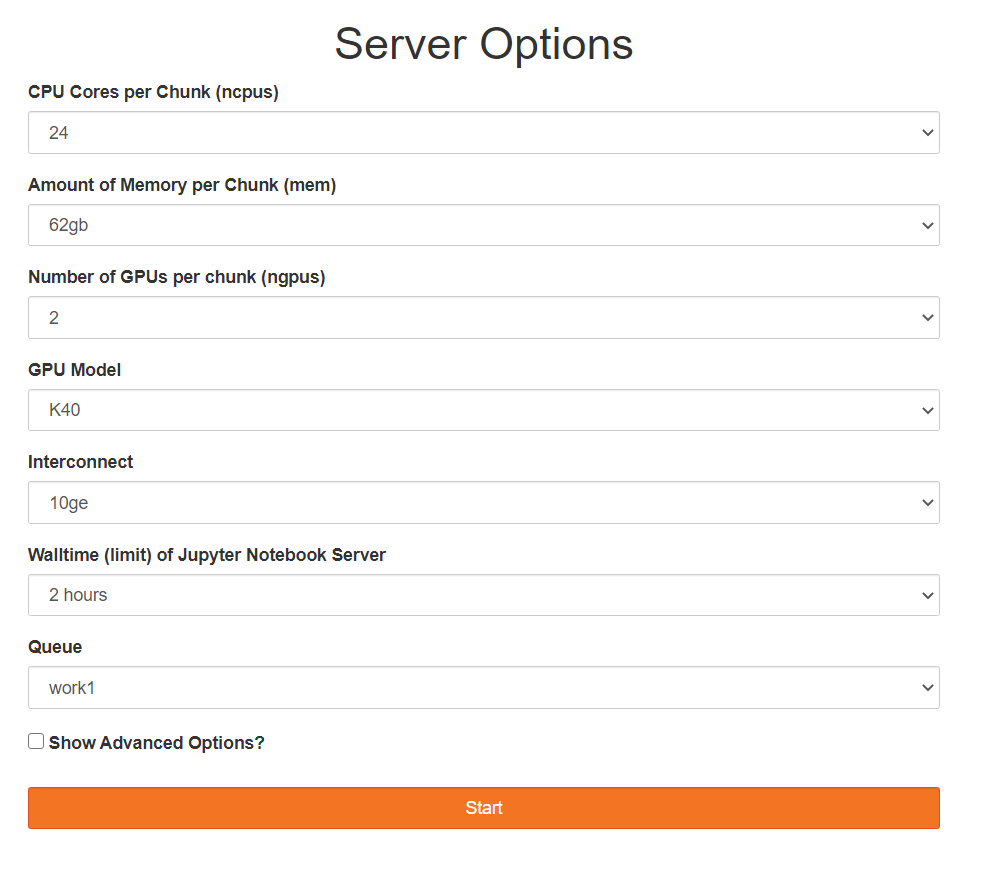 Server Options
CPU Cores per Chunk (ncpus)
24
Amount of Memory per Chunk (mem)
62gb
Number of GPUs per chunk (ngpus)
2
GPU Model
K40
Interconnect
10ge
Walltime (limit) of Jupyter Notebook Server
2 hours
Queue
work1
Show Advanced Options?
Start